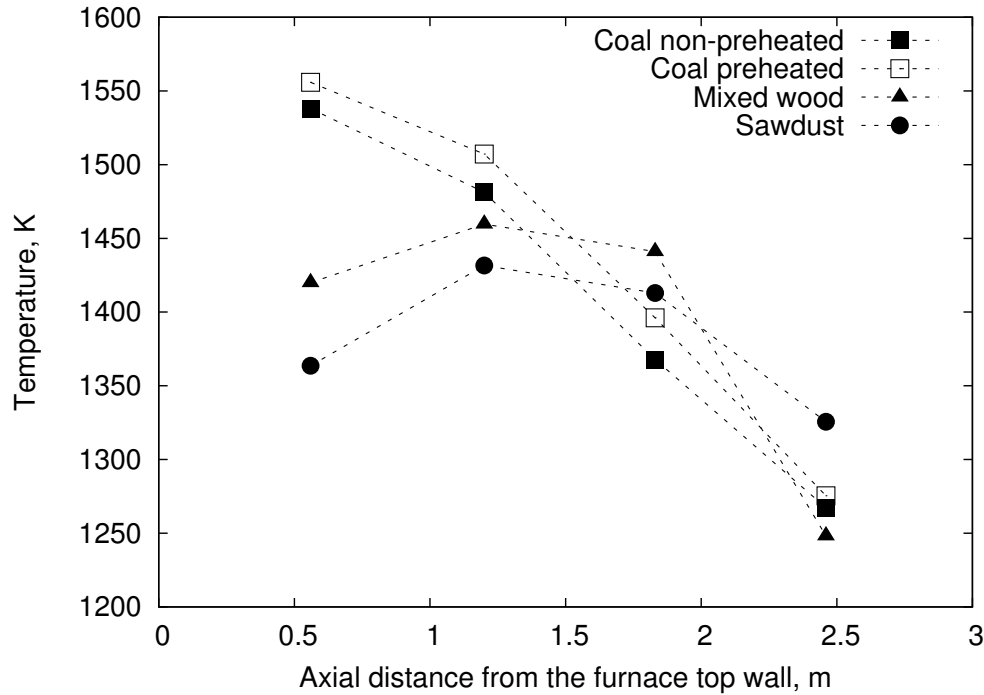 1600
1550
1500
1450
1400
1350
1300
1250
1200
Temperature, K
Coal non-preheated
Coal preheated
Mixed wood
Sawdust
0 0.5 1 1.5 2 2.5 3
Axial distance from the furnace top wall, m